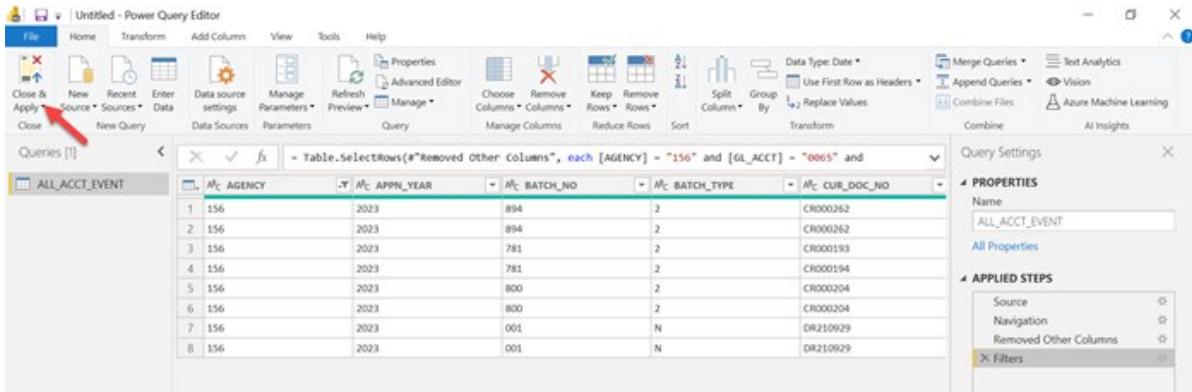 Untitled - Power Query Editor
File Home Transform Add Column View Tools Help
Close & Apply New Source Recent Sources Enter Data Data source settings Manage Parameters Refresh Preview Properties Advanced Editor Manage Choose Columns Remove Columns Keep Rows Remove Rows Split Column Group By Data Type: Date Use First Row as Headers Replace Values Merge Queries Append Queries Combine Files Text Analytics Vision Azure Machine Learning
Close New Query Data Sources Parameters Query Manage Columns Reduce Rows Sort Transform Combine AI Insights
Queries [1]
ALL_ACCT_EVENT
fx = Table.SelectRows(#"Removed Other Columns", each [AGENCY] = "156" and [GL_ACCT] = "0065" and
AGENCY APPN_YEAR BATCH_NO BATCH_TYPE CUR_DOC_NO
1 156 2023 894 2 CR000262
2 156 2023 894 2 CR000262
3 156 2023 781 2 CR000193
4 156 2023 781 2 CR000194
5 156 2023 800 2 CR000204
6 156 2023 800 2 CR000204
7 156 2023 001 N DR210929
8 156 2023 001 N DR210929
Query Settings
PROPERTIES
Name
ALL_ACCT_EVENT
All Properties
APPLIED STEPS
Source
Navigation
Removed Other Columns
Filters